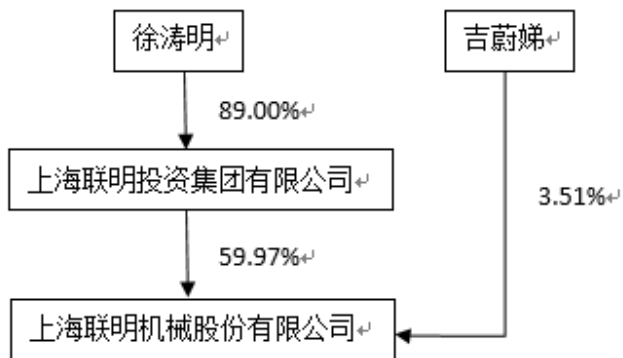 徐涛明
吉蔚娣
89.00%
上海联明投资集团有限公司
3.51%
59.97%
上海联明机械股份有限公司